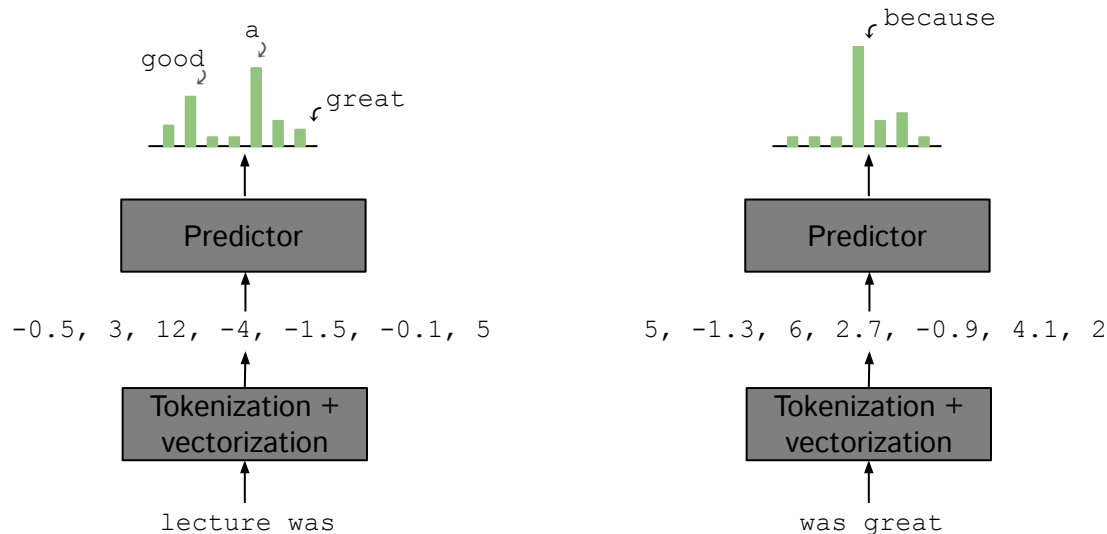 a
good
great
Predictor
-0.5, 3, 12, -4, -1.5, -0.1, 5
Tokenization +
vectorization
lecture was
because
Predictor
5, -1.3, 6, 2.7, -0.9, 4.1, 2
Tokenization +
vectorization
was great